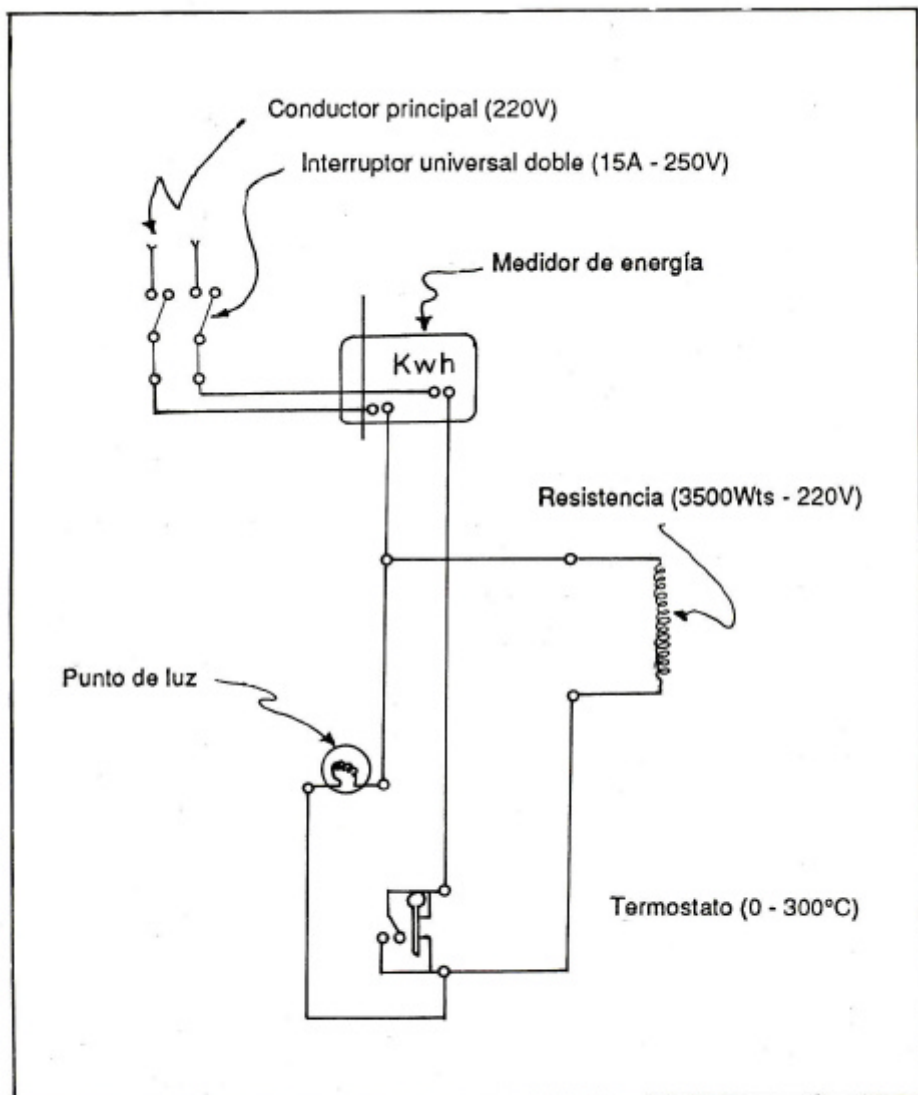 Conductor principal (220V)
Interruptor universal doble (15A - 250V)
Medidor de energía
Kwh
Resistencia (3500Wts - 220V)
Punto de luz
Termostato (0 - 300°C)